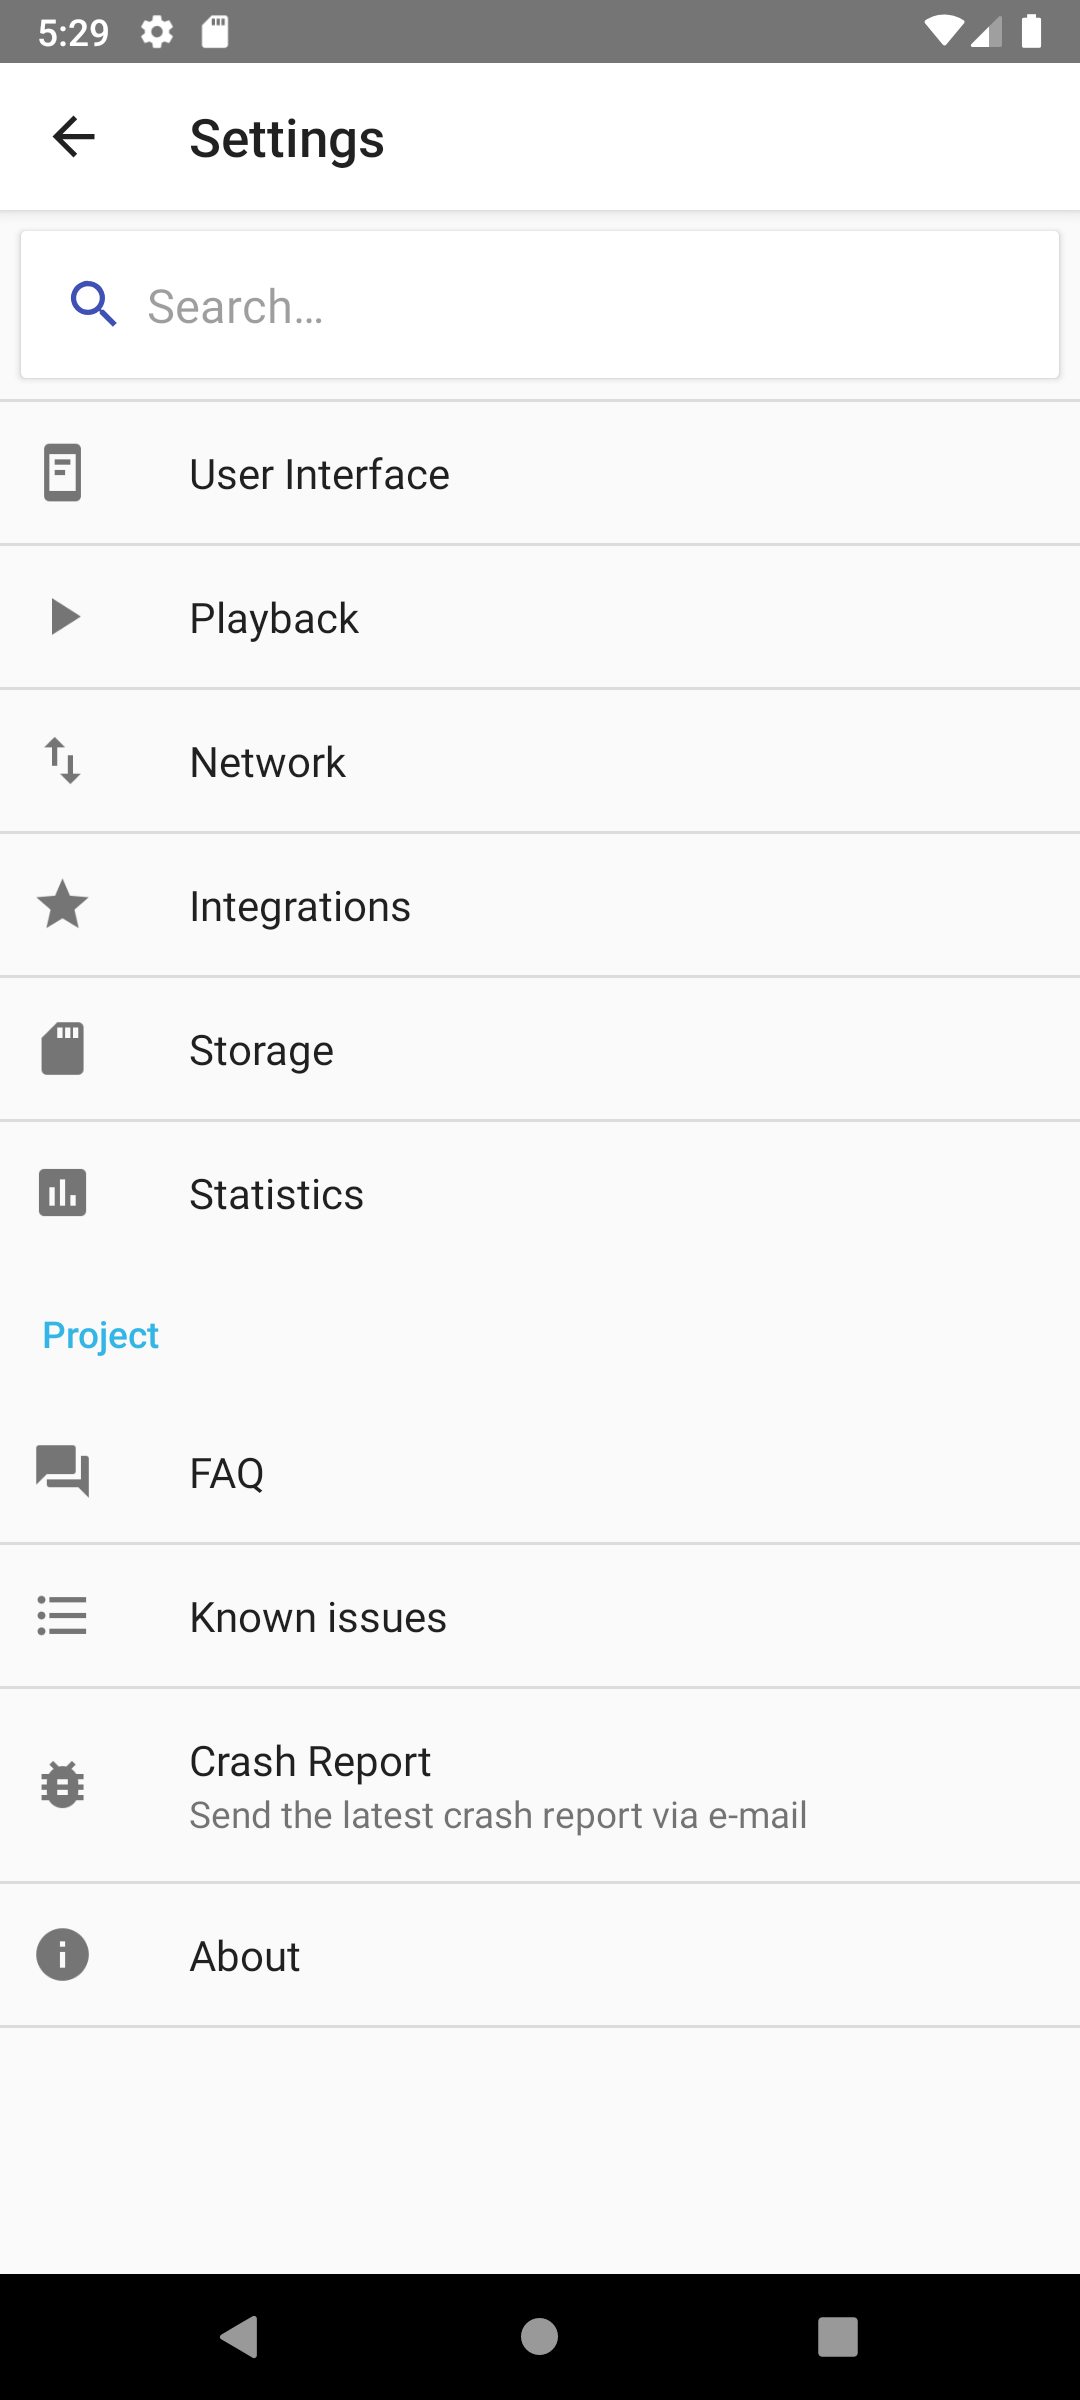 5:29
Settings
Search...
User Interface
Playback
Network
Integrations
Storage
Statistics
Project
FAQ
Known issues
Crash Report
Send the latest crash report via e-mail
About